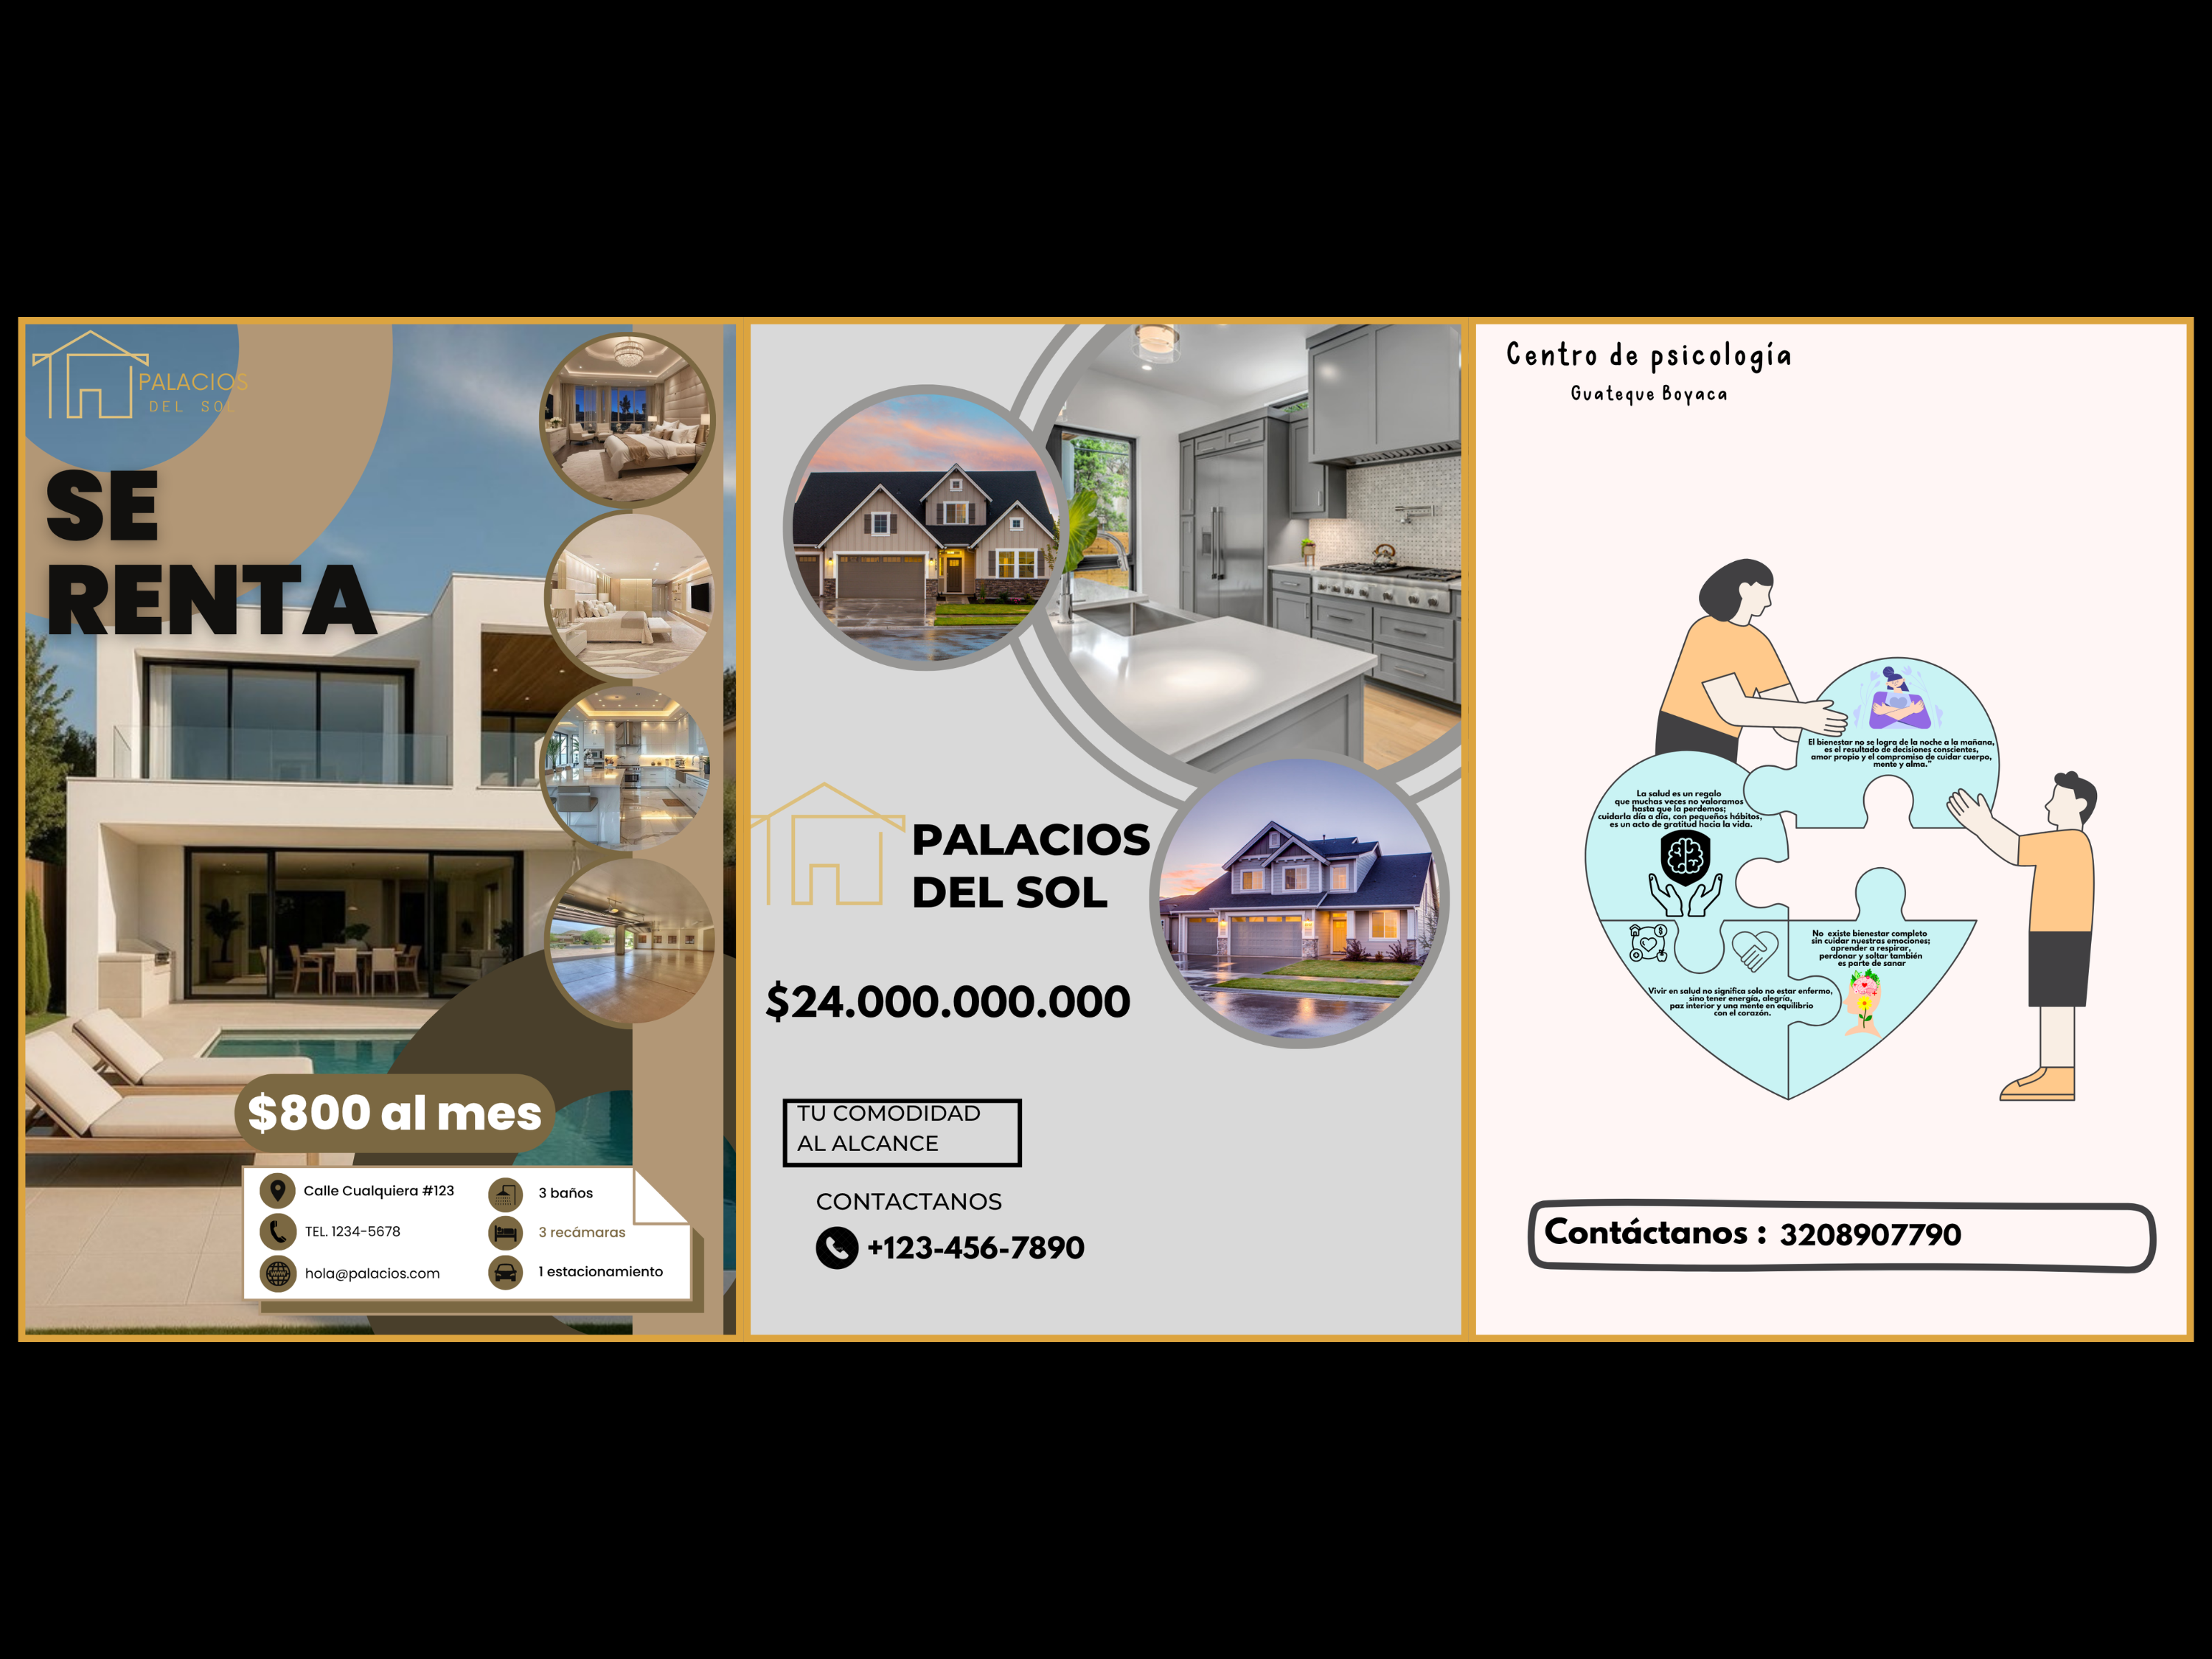 PALACIOS
DEL SOL
SE
RENTA
$800 al mes
Calle Cualquiera #123
TEL. 1234-5678
hola@palacios.com
3 baños
3 recámaras
1 estacionamiento
PALACIOS
DEL SOL
$24.000.000.000
TU COMODIDAD
AL ALCANCE
CONTACTANOS
+123-456-7890
Centro de psicología
Guateque Boyaca
El bienestar no se logra de la noche a la mañana,
es el resultado de decisiones conscientes,
amor propio y el compromiso de cuidar cuerpo,
mente y alma."
La salud es un regalo
que muchas veces no valoramos
hasta que la perdemos;
cuidarla día a día, con pequeños hábitos,
es un acto de gratitud hacia la vida.
No existe bienestar completo
sin cuidar nuestras emociones;
aprender a respirar,
perdonar y soltar también
es parte de sanar
Vivir en salud no significa solo no estar enfermo,
sino tener energía, alegría,
paz interior y una mente en equilibrio
con el corazón.
Contáctanos : 3208907790